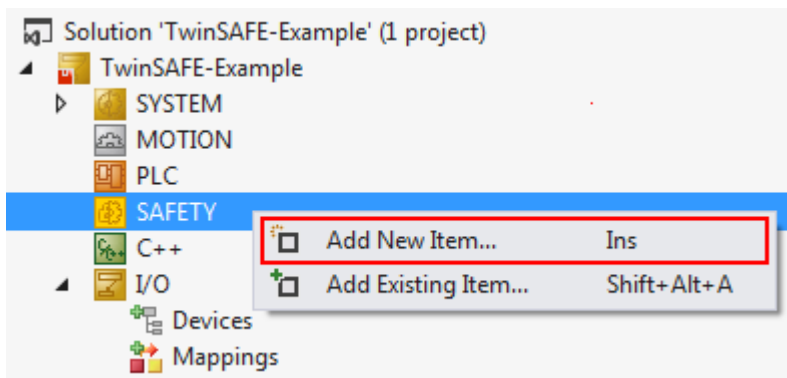 Solution 'TwinSAFE-Example' (1 project)
TwinSAFE-Example
SYSTEM
MOTION
PLC
SAFETY
Add New Item... Ins
C++
Add Existing Item... Shift+Alt+A
I/O
Devices
Mappings